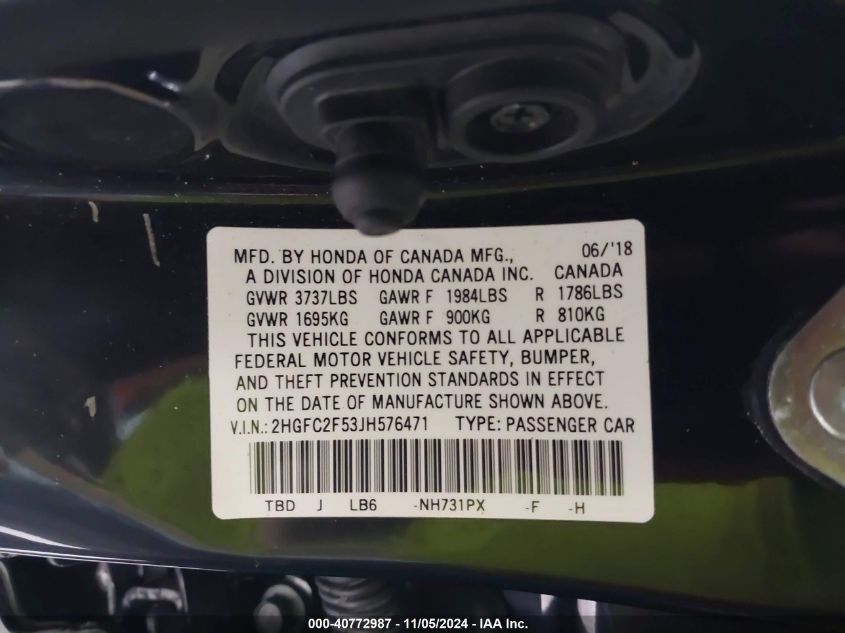 MFD. BY HONDA OF CANADA MFG., 06/'18
A DIVISION OF HONDA CANADA INC. CANADA
GVWR 3737LBS GAWR F 1984LBS R 1786LBS
GVWR 1695KG GAWR F 900KG R 810KG
THIS VEHICLE CONFORMS TO ALL APPLICABLE
FEDERAL MOTOR VEHICLE SAFETY, BUMPER,
AND THEFT PREVENTION STANDARDS IN EFFECT
ON THE DATE OF MANUFACTURE SHOWN ABOVE.
V.I.N.: 2HGFC2F53JH576471 TYPE: PASSENGER CAR
TBD J LB6 -NH731PX -F -H
000-40772987 - 11/05/2024 - IAA Inc.